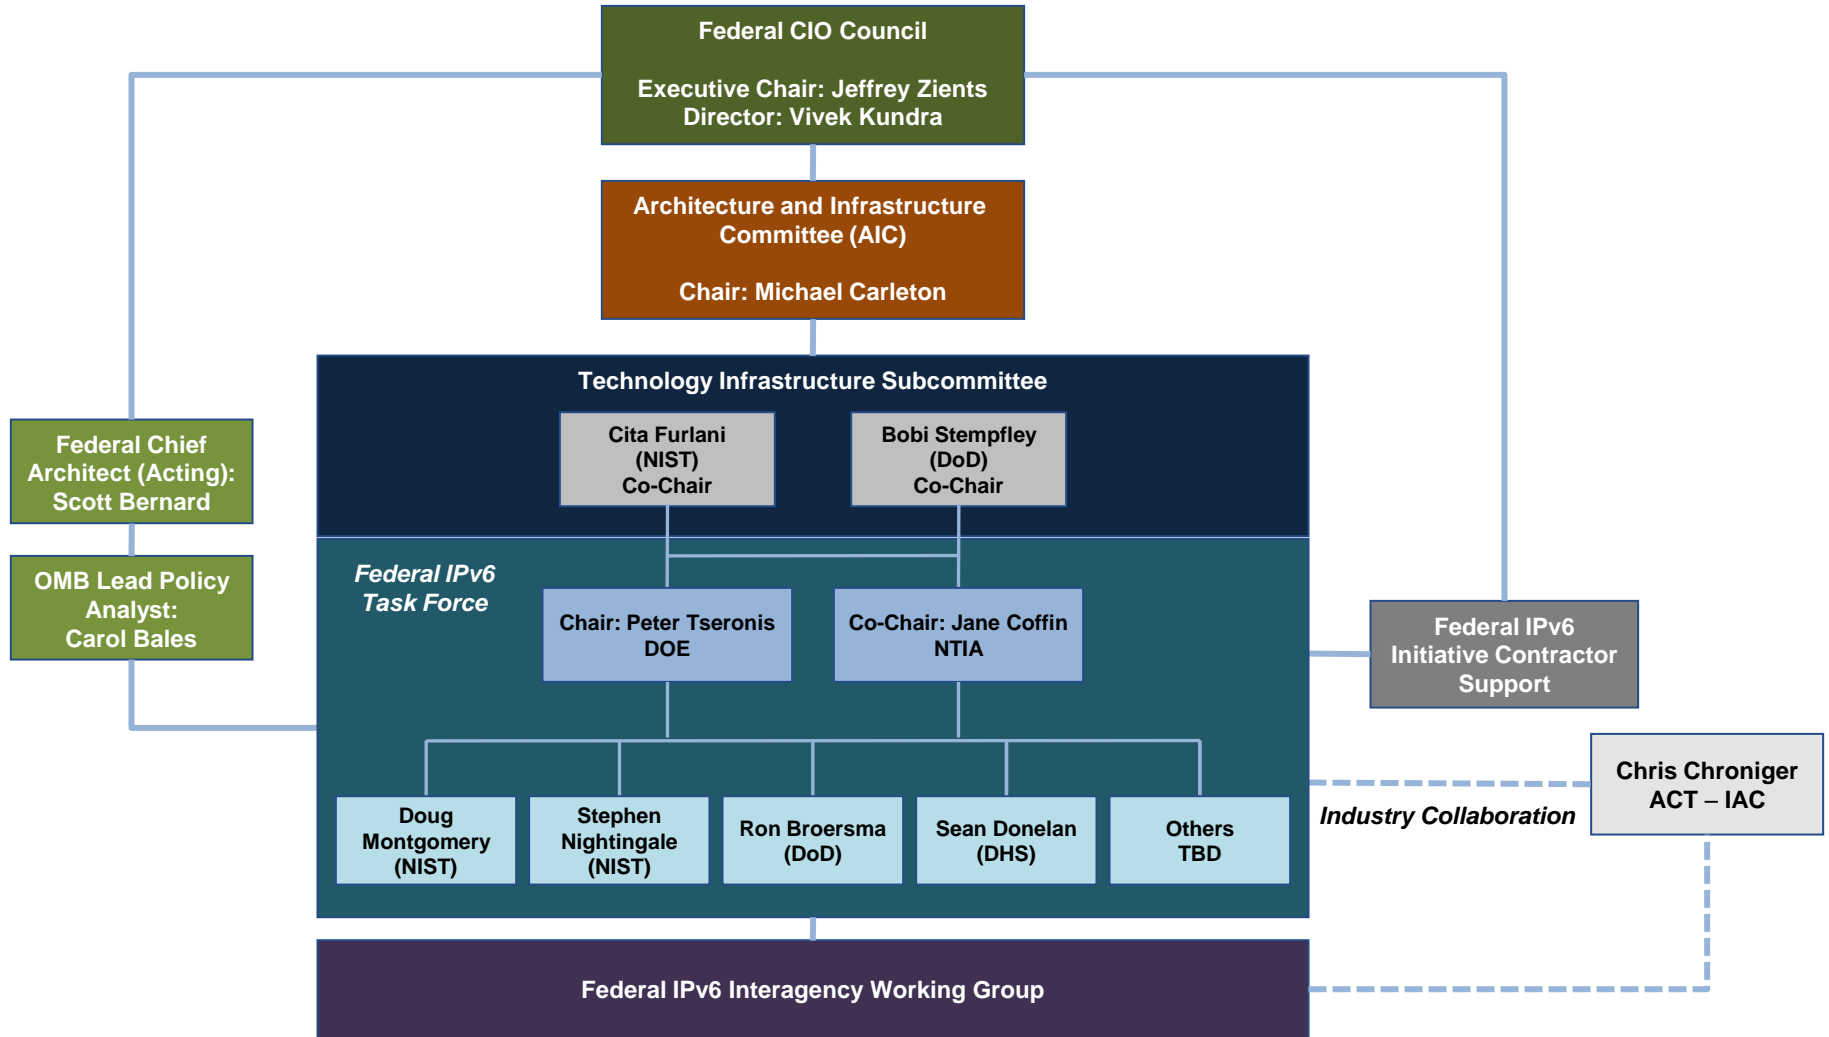 Federal CIO Council
Executive Chair: Jeffrey Zients
Director: Vivek Kundra
Architecture and Infrastructure
Committee (AIC)
Chair: Michael Carleton
Technology Infrastructure Subcommittee
Cita Furlani
(NIST)
Co-Chair
Bobi Stempfley
(DoD)
Co-Chair
Federal Chief
Architect (Acting):
Scott Bernard
OMB Lead Policy
Analyst:
Carol Bales
Federal IPv6
Task Force
Chair: Peter Tseronis
DOE
Co-Chair: Jane Coffin
NTIA
Federal IPv6
Initiative Contractor
Support
Doug
Montgomery
(NIST)
Stephen
Nightingale
(NIST)
Ron Broersma
(DoD)
Sean Donelan
(DHS)
Others
TBD
Industry Collaboration
Chris Chroniger
ACT – IAC
Federal IPv6 Interagency Working Group